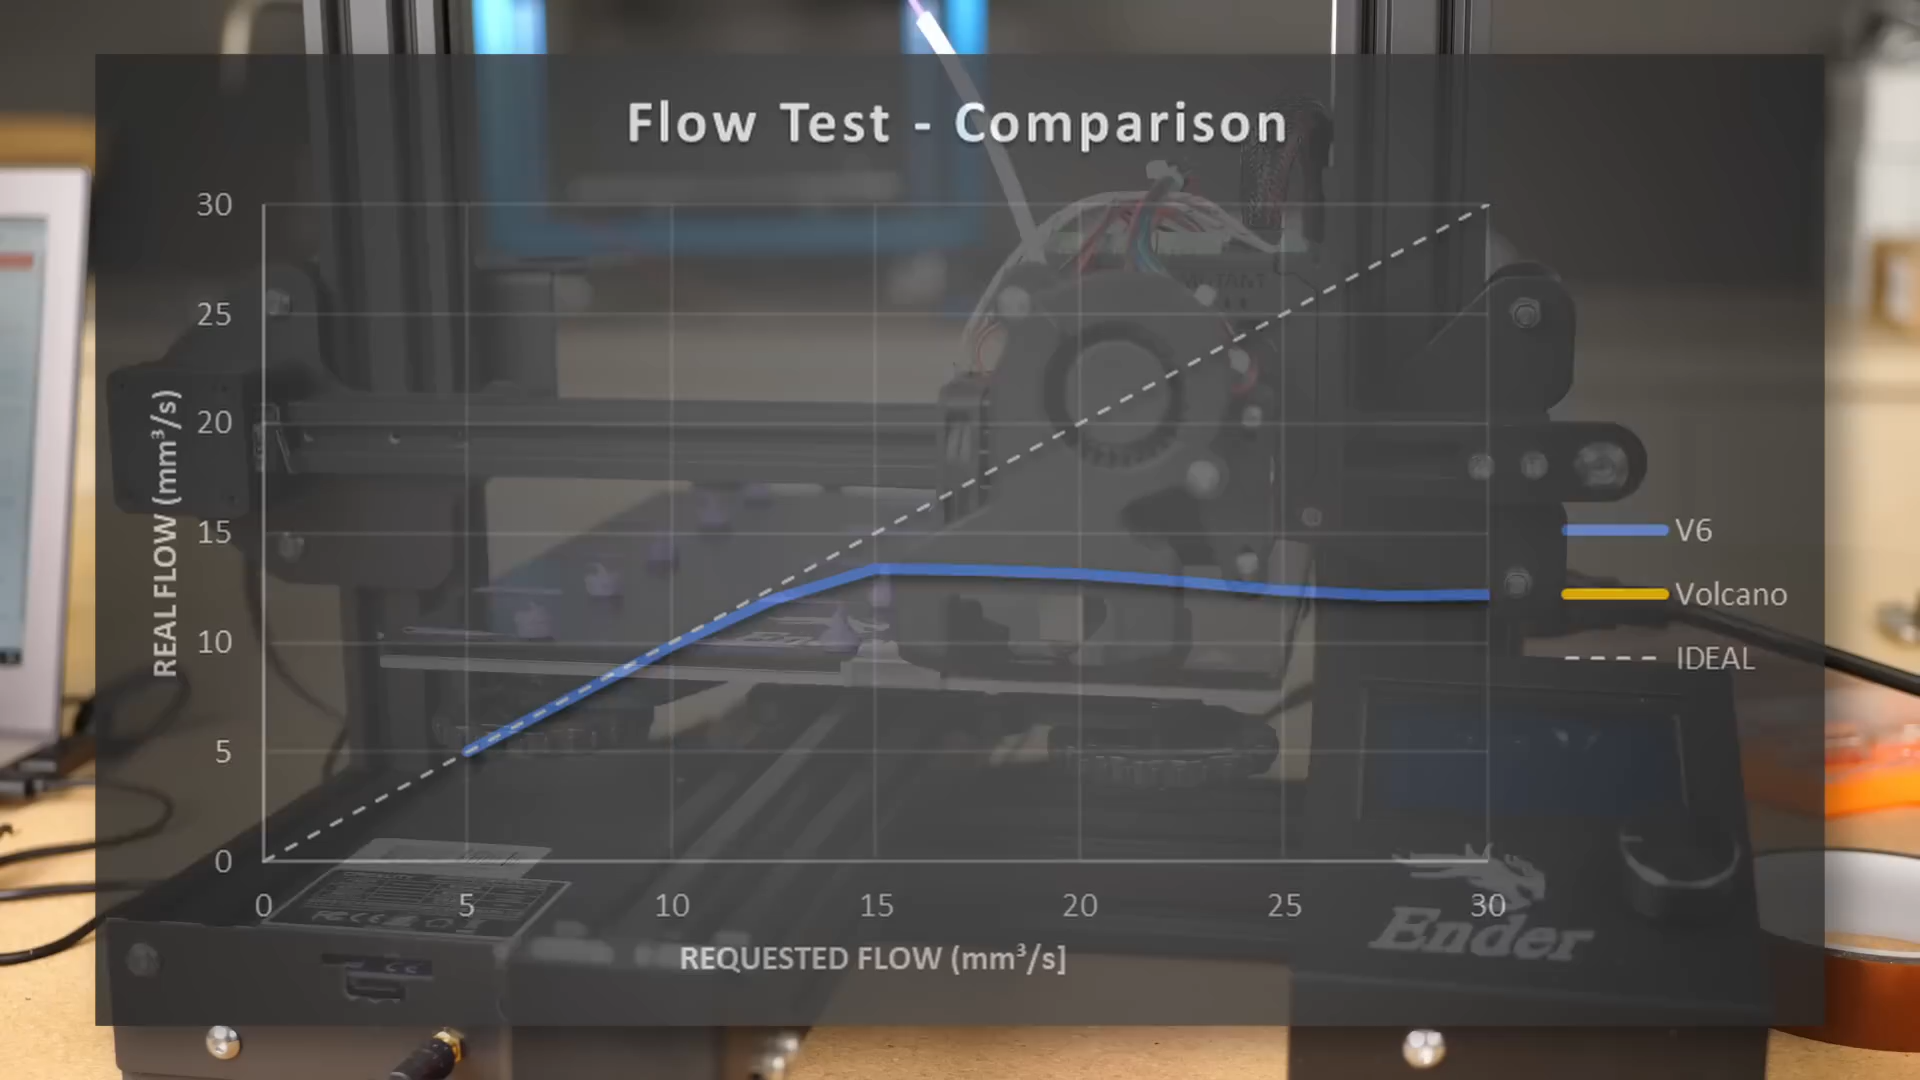 Flow Test - Comparison
30
25
20
15
10
5
0
REAL FLOW (mm³/s)
0
5
10
15
20
25
30
REQUESTED FLOW (mm³/s]
V6
Volcano
IDEAL
Ender